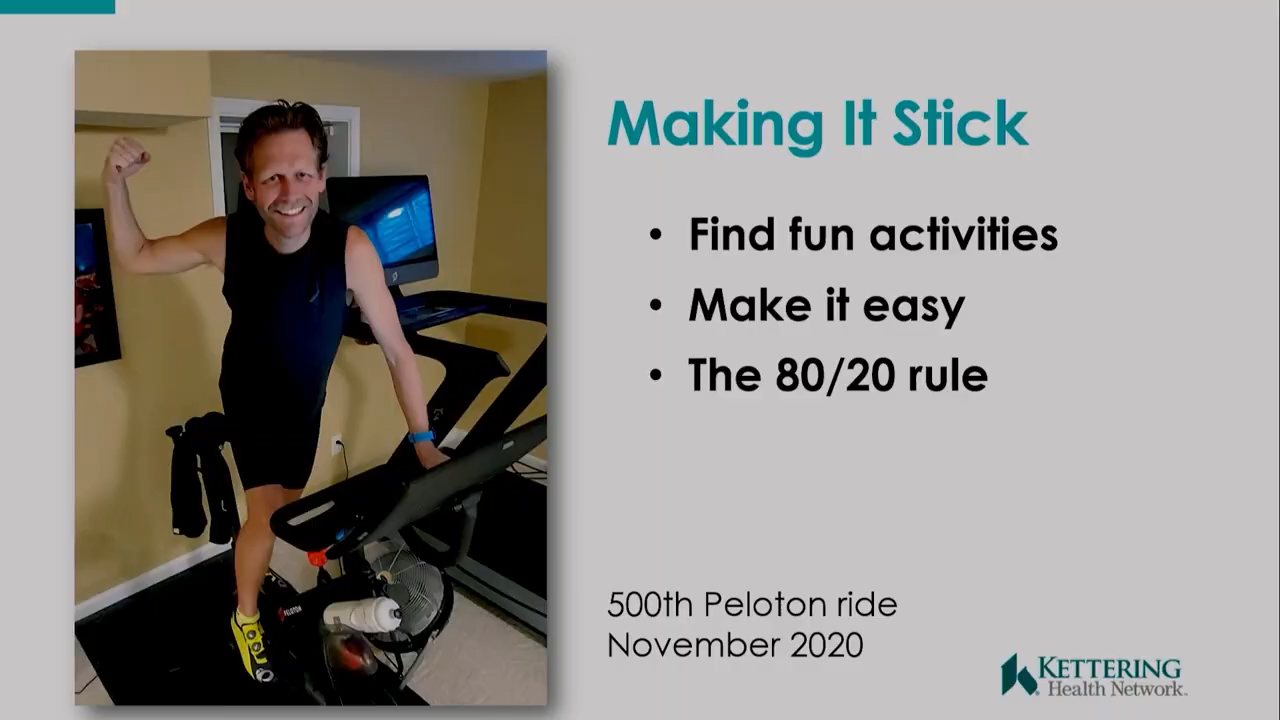 Making It Stick
• Find fun activities
• Make it easy
• The 80/20 rule
500th Peloton ride
November 2020
KETTERING
Health Network
PELOTON